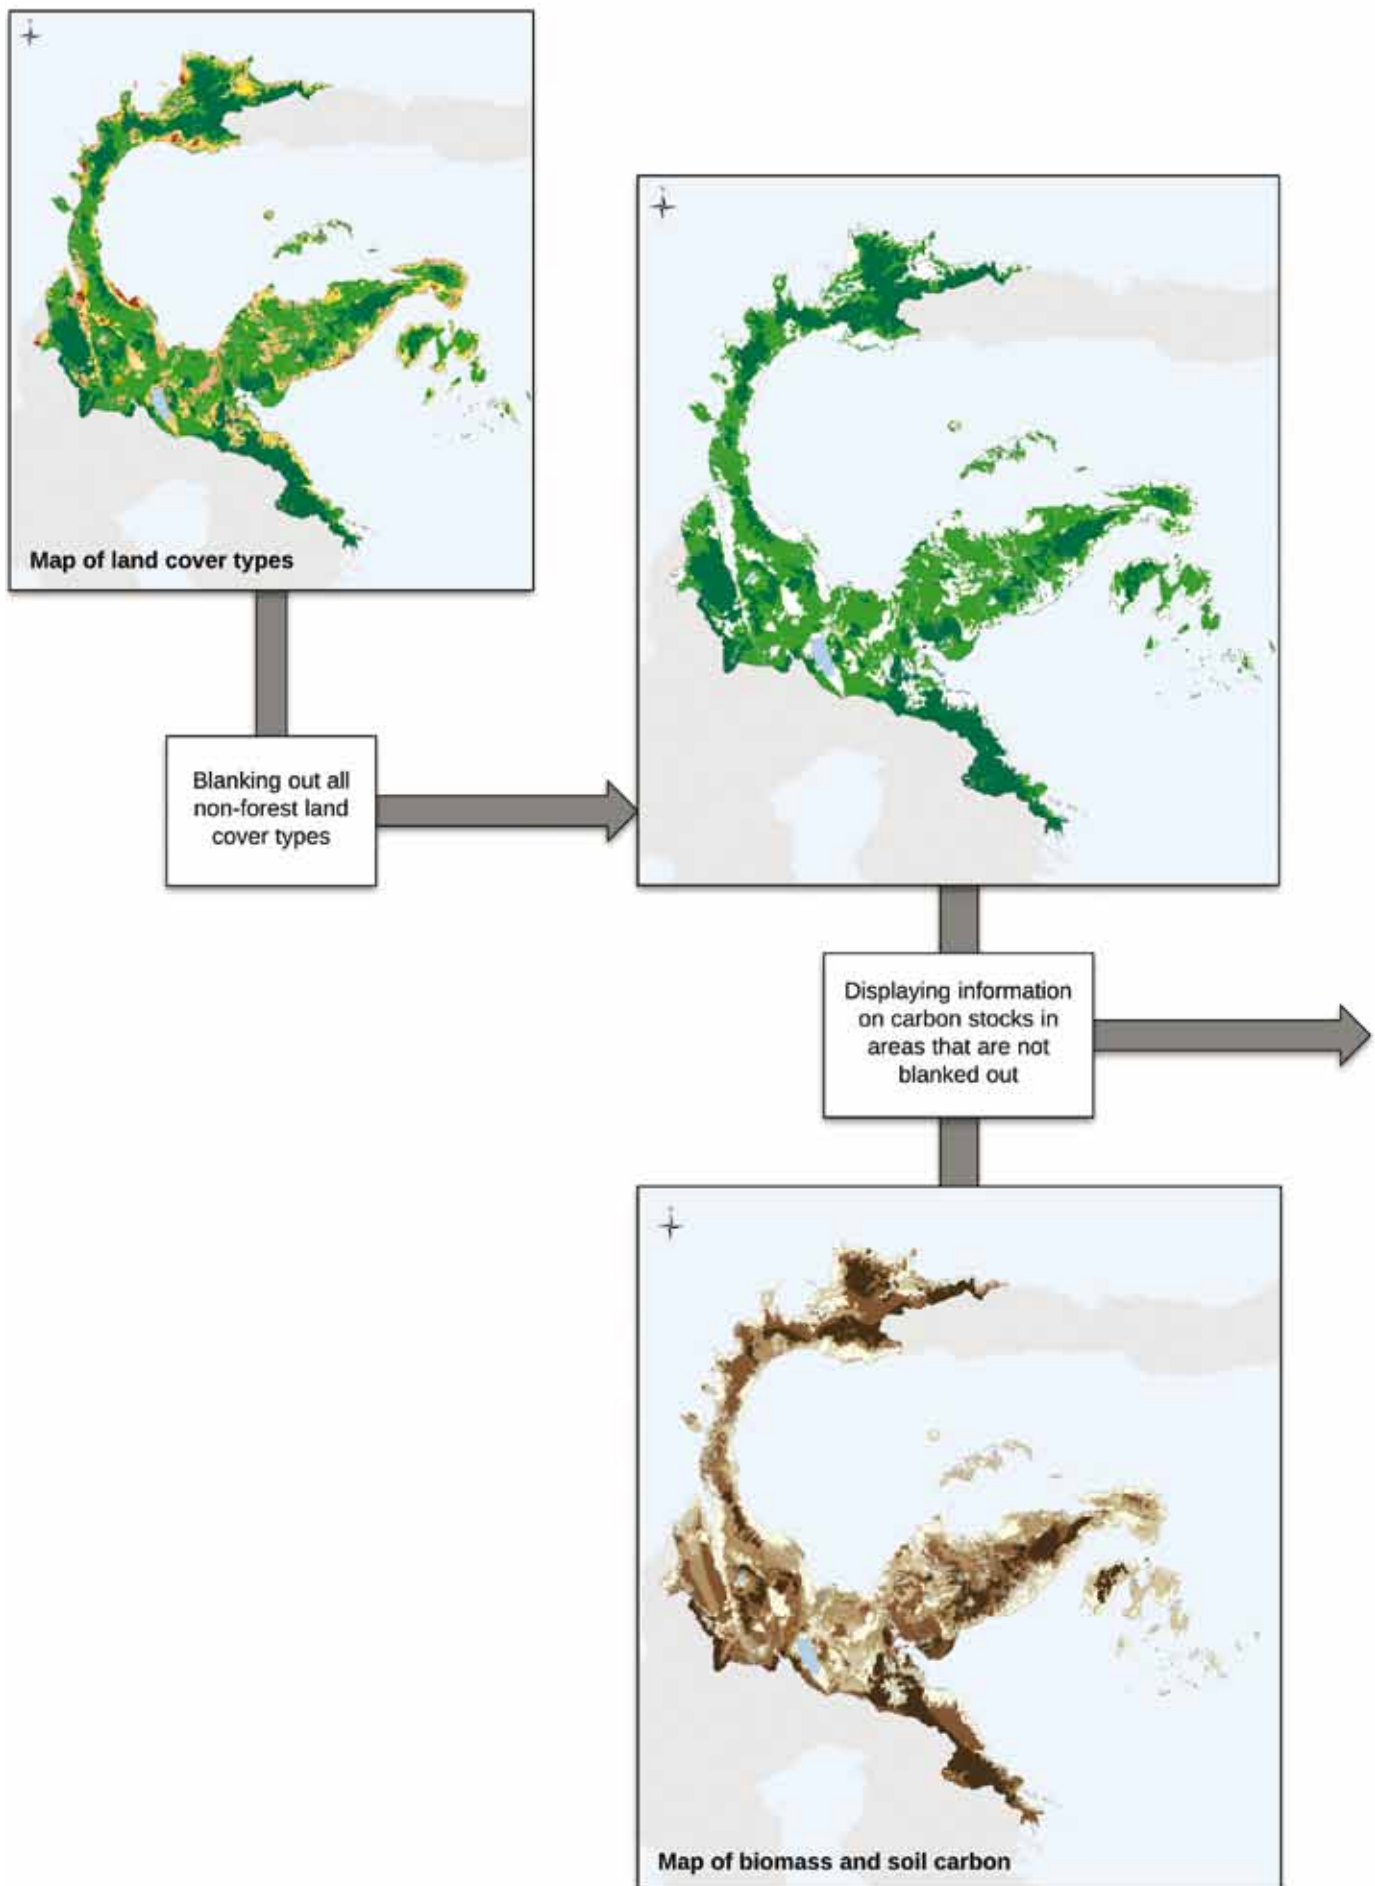 Map of land cover types
Blanking out all
non-forest land
cover types
Displaying information
on carbon stocks in
areas that are not
blanked out
Map of biomass and soil carbon